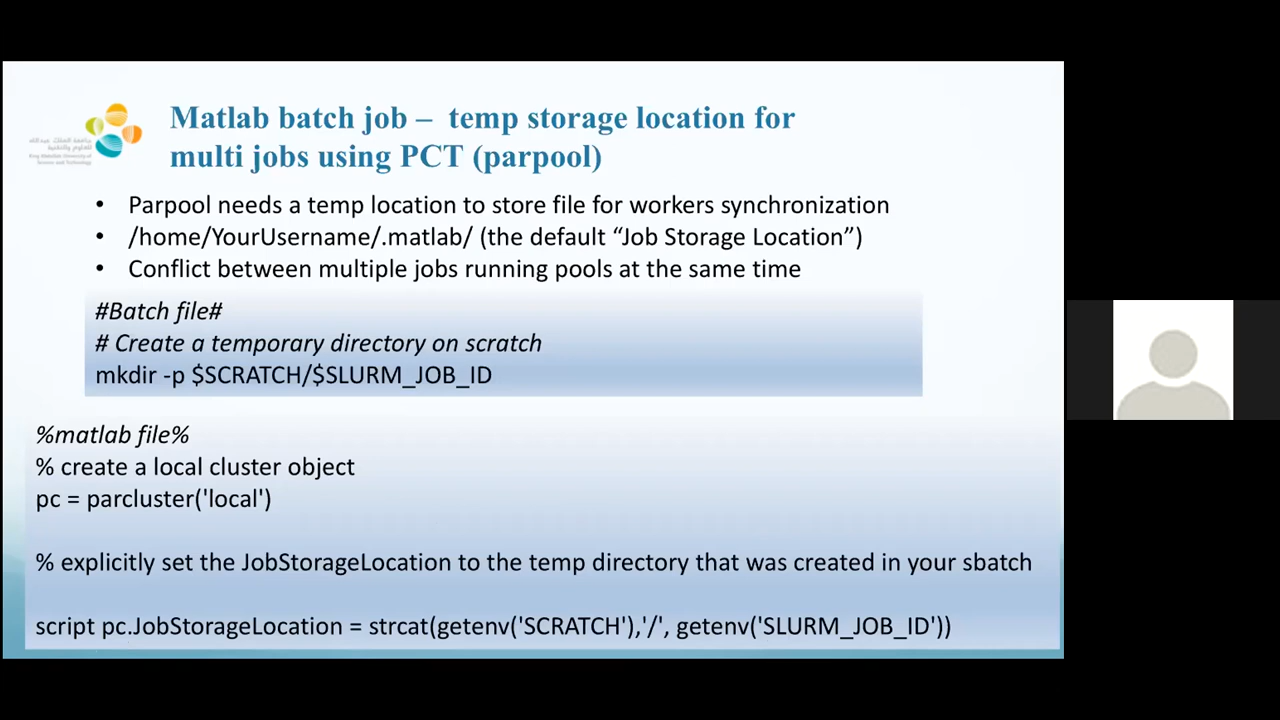 Matlab batch job – temp storage location for
multi jobs using PCT (parpool)
• Parpool needs a temp location to store file for workers synchronization
• /home/YourUsername/.matlab/ (the default “Job Storage Location”)
• Conflict between multiple jobs running pools at the same time
#Batch file#
# Create a temporary directory on scratch
mkdir -p $SCRATCH/$SLURM_JOB_ID
%matlab file%
% create a local cluster object
pc = parcluster('local')
% explicitly set the JobStorageLocation to the temp directory that was created in your sbatch
script pc.JobStorageLocation = strcat(getenv('SCRATCH'),'/', getenv('SLURM_JOB_ID'))